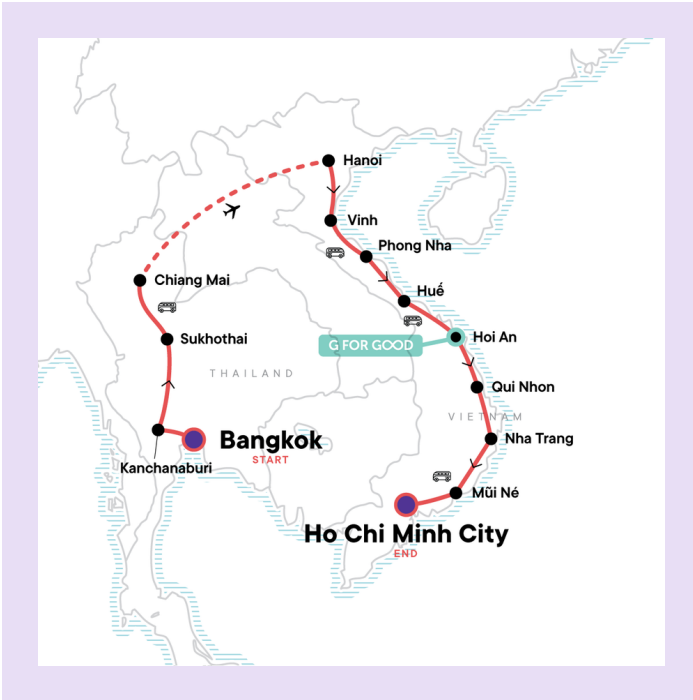 Hanoi
Vinh
Phong Nha
Chiang Mai
Huế
Sukhothai
Hoi An
G FOR GOOD
THAILAND
Qui Nhon
VIETNAM
Bangkok
START
Nha Trang
Kanchanaburi
Mũi Né
Ho Chi Minh City
END